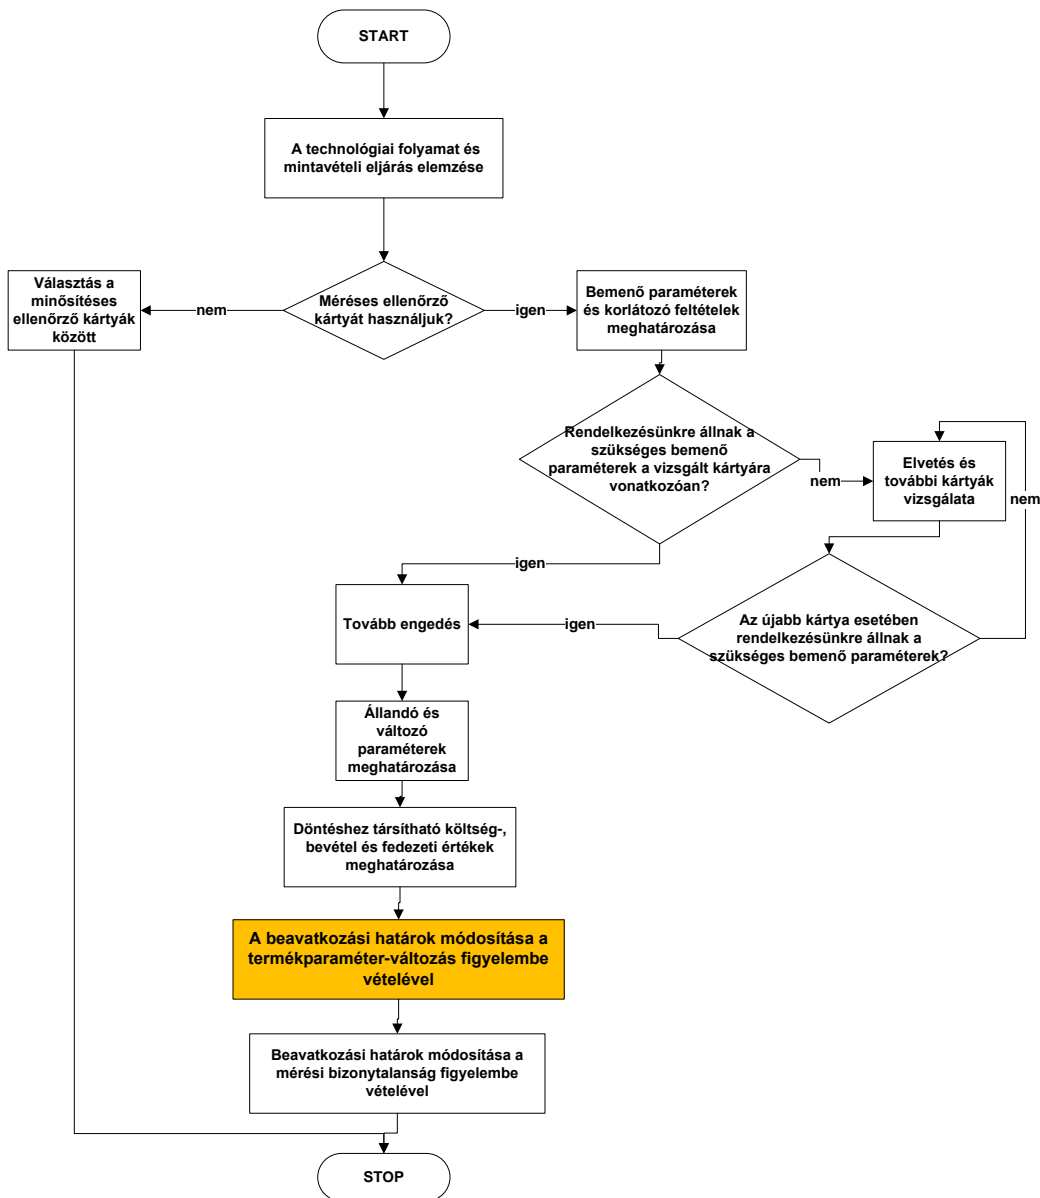 START
A technológiai folyamat és
mintavételi eljárás elemzése
Méréses ellenőrző
kártyát használjuk?
nem
Választás a
minősítéses
ellenőrző kártyák
között
igen
Bemenő paraméterek
és korlátozó feltételek
meghatározása
Rendelkezésünkre állnak a
szükséges bemenő
paraméterek a vizsgált kártyára
vonatkozóan?
nem
Elvetés és
további kártyák
vizsgálata
nem
igen
Az újabb kártya esetében
rendelkezésünkre állnak a
szükséges bemenő paraméterek?
igen
Tovább engedés
Állandó és
változó
paraméterek
meghatározása
Döntéshez társítható költség-,
bevétel és fedezeti értékek
meghatározása
A beavatkozási határok módosítása a
termékparaméter-változás figyelembe
vételével
Beavatkozási határok módosítása a
mérési bizonytalanság figyelembe
vételével
STOP